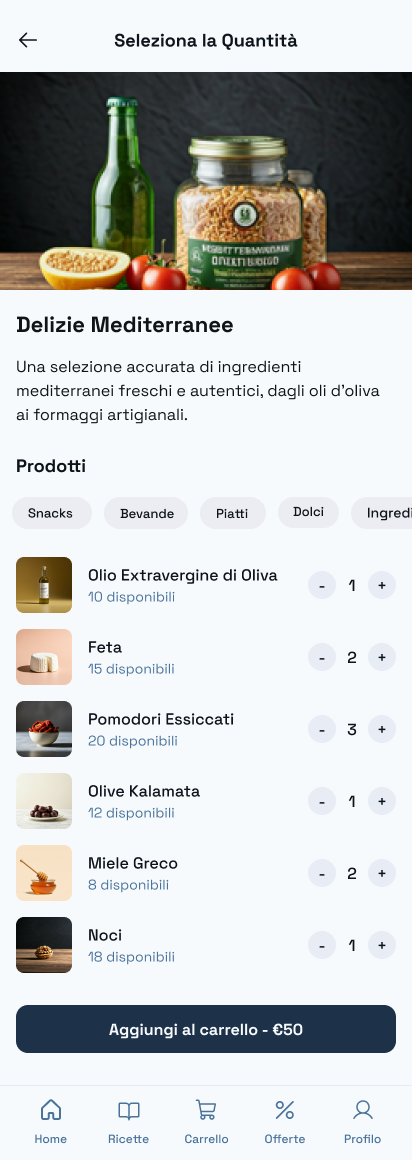 Seleziona la Quantità
Delizie Mediterranee
Una selezione accurata di ingredienti
mediterranei freschi e autentici, dagli oli d'oliva
ai formaggi artigianali.
Prodotti
Snacks Bevande Piatti Dolci Ingredi
Olio Extravergine di Oliva
10 disponibili
- 1 +
Feta
15 disponibili
- 2 +
Pomodori Essiccati
20 disponibili
- 3 +
Olive Kalamata
12 disponibili
- 1 +
Miele Greco
8 disponibili
- 2 +
Noci
18 disponibili
- 1 +
Aggiungi al carrello - €50
Home Ricette Carrello Offerte Profilo